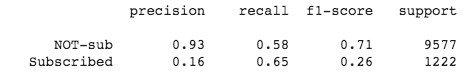 precision recall f1-score support
NOT-sub 0.93 0.58 0.71 9577
Subscribed 0.16 0.65 0.26 1222